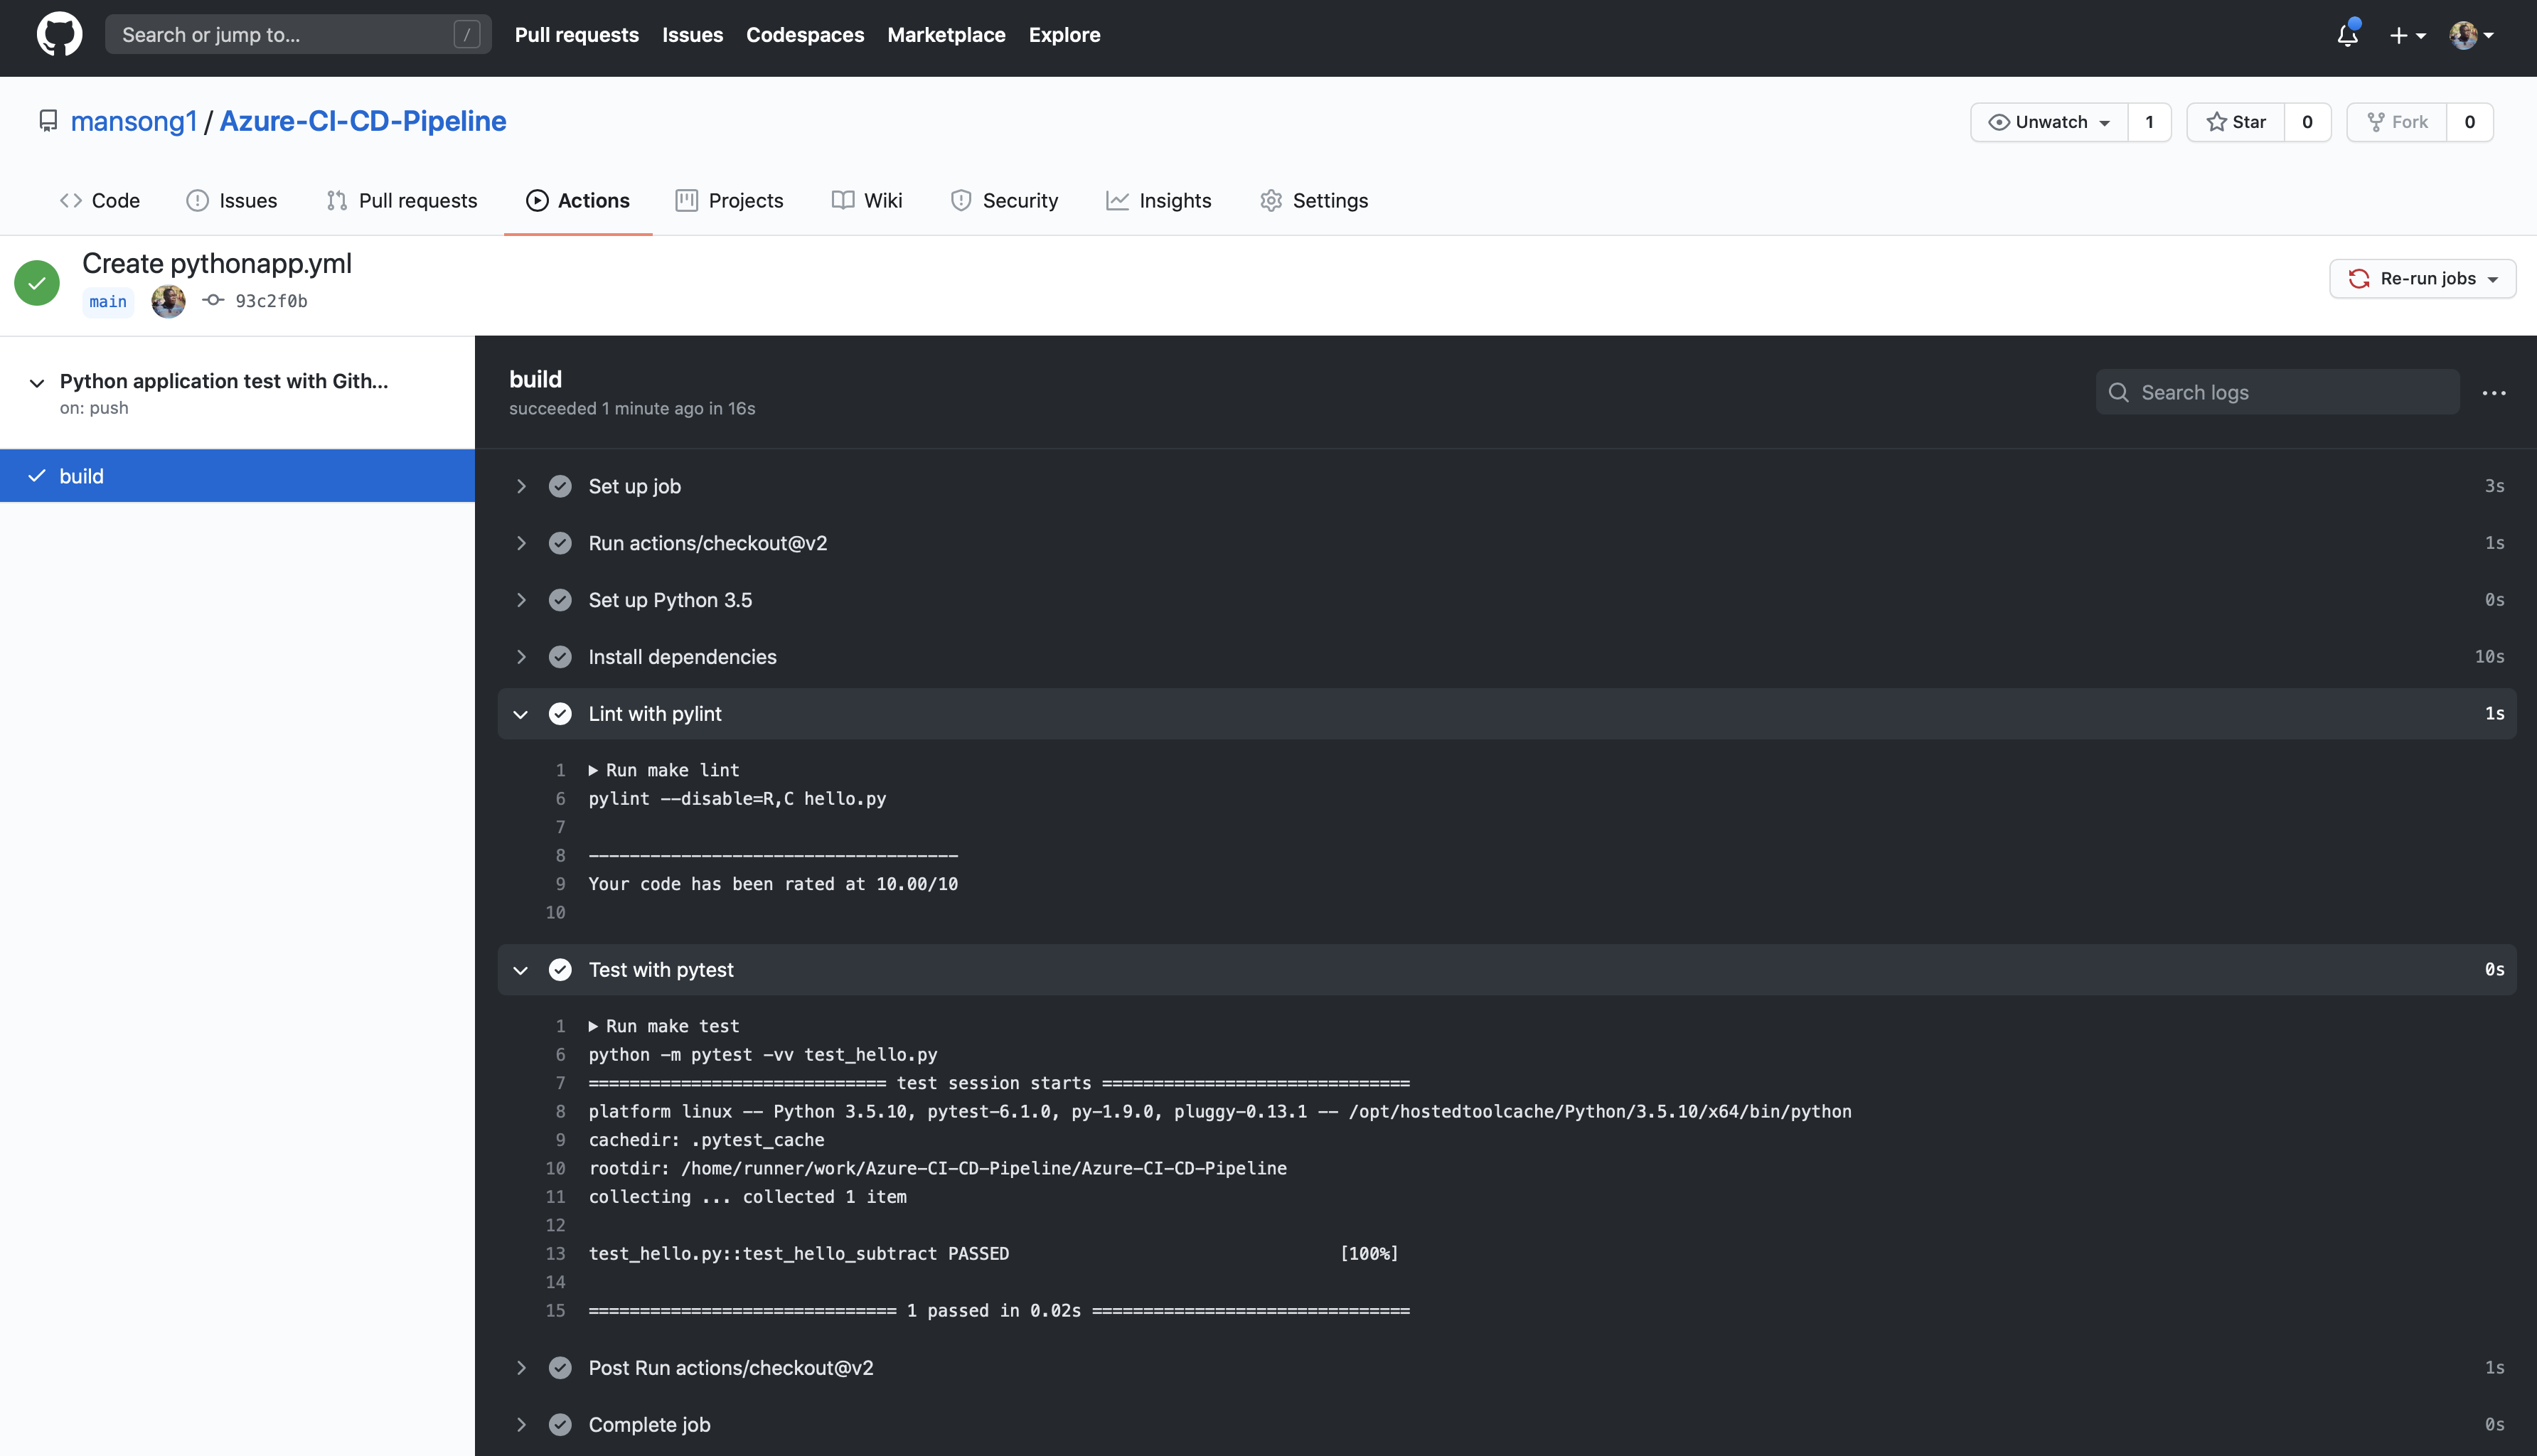 Search or jump to... /
Pull requests Issues Codespaces Marketplace Explore
mansong1 / Azure-CI-CD-Pipeline
Unwatch 1 Star 0 Fork 0
Code Issues Pull requests Actions Projects Wiki Security Insights Settings
Create pythonapp.yml
main 93c2f0b
Re-run jobs
Python application test with Gith...
on: push
build
build
succeeded 1 minute ago in 16s
Search logs
Set up job 3s
Run actions/checkout@v2 1s
Set up Python 3.5 0s
Install dependencies 10s
Lint with pylint 1s
1 Run make lint
6 pylint --disable=R,C hello.py
7
8 ------------------------------------
9 Your code has been rated at 10.00/10
10
Test with pytest 0s
1 Run make test
6 python -m pytest -vv test_hello.py
7 ============================= test session starts ==============================
8 platform linux -- Python 3.5.10, pytest-6.1.0, py-1.9.0, pluggy-0.13.1 -- /opt/hostedtoolcache/Python/3.5.10/x64/bin/python
9 cachedir: .pytest_cache
10 rootdir: /home/runner/work/Azure-CI-CD-Pipeline/Azure-CI-CD-Pipeline
11 collecting ... collected 1 item
12
13 test_hello.py::test_hello_subtract PASSED [100%]
14
15 ============================== 1 passed in 0.02s ===============================
Post Run actions/checkout@v2 1s
Complete job 0s